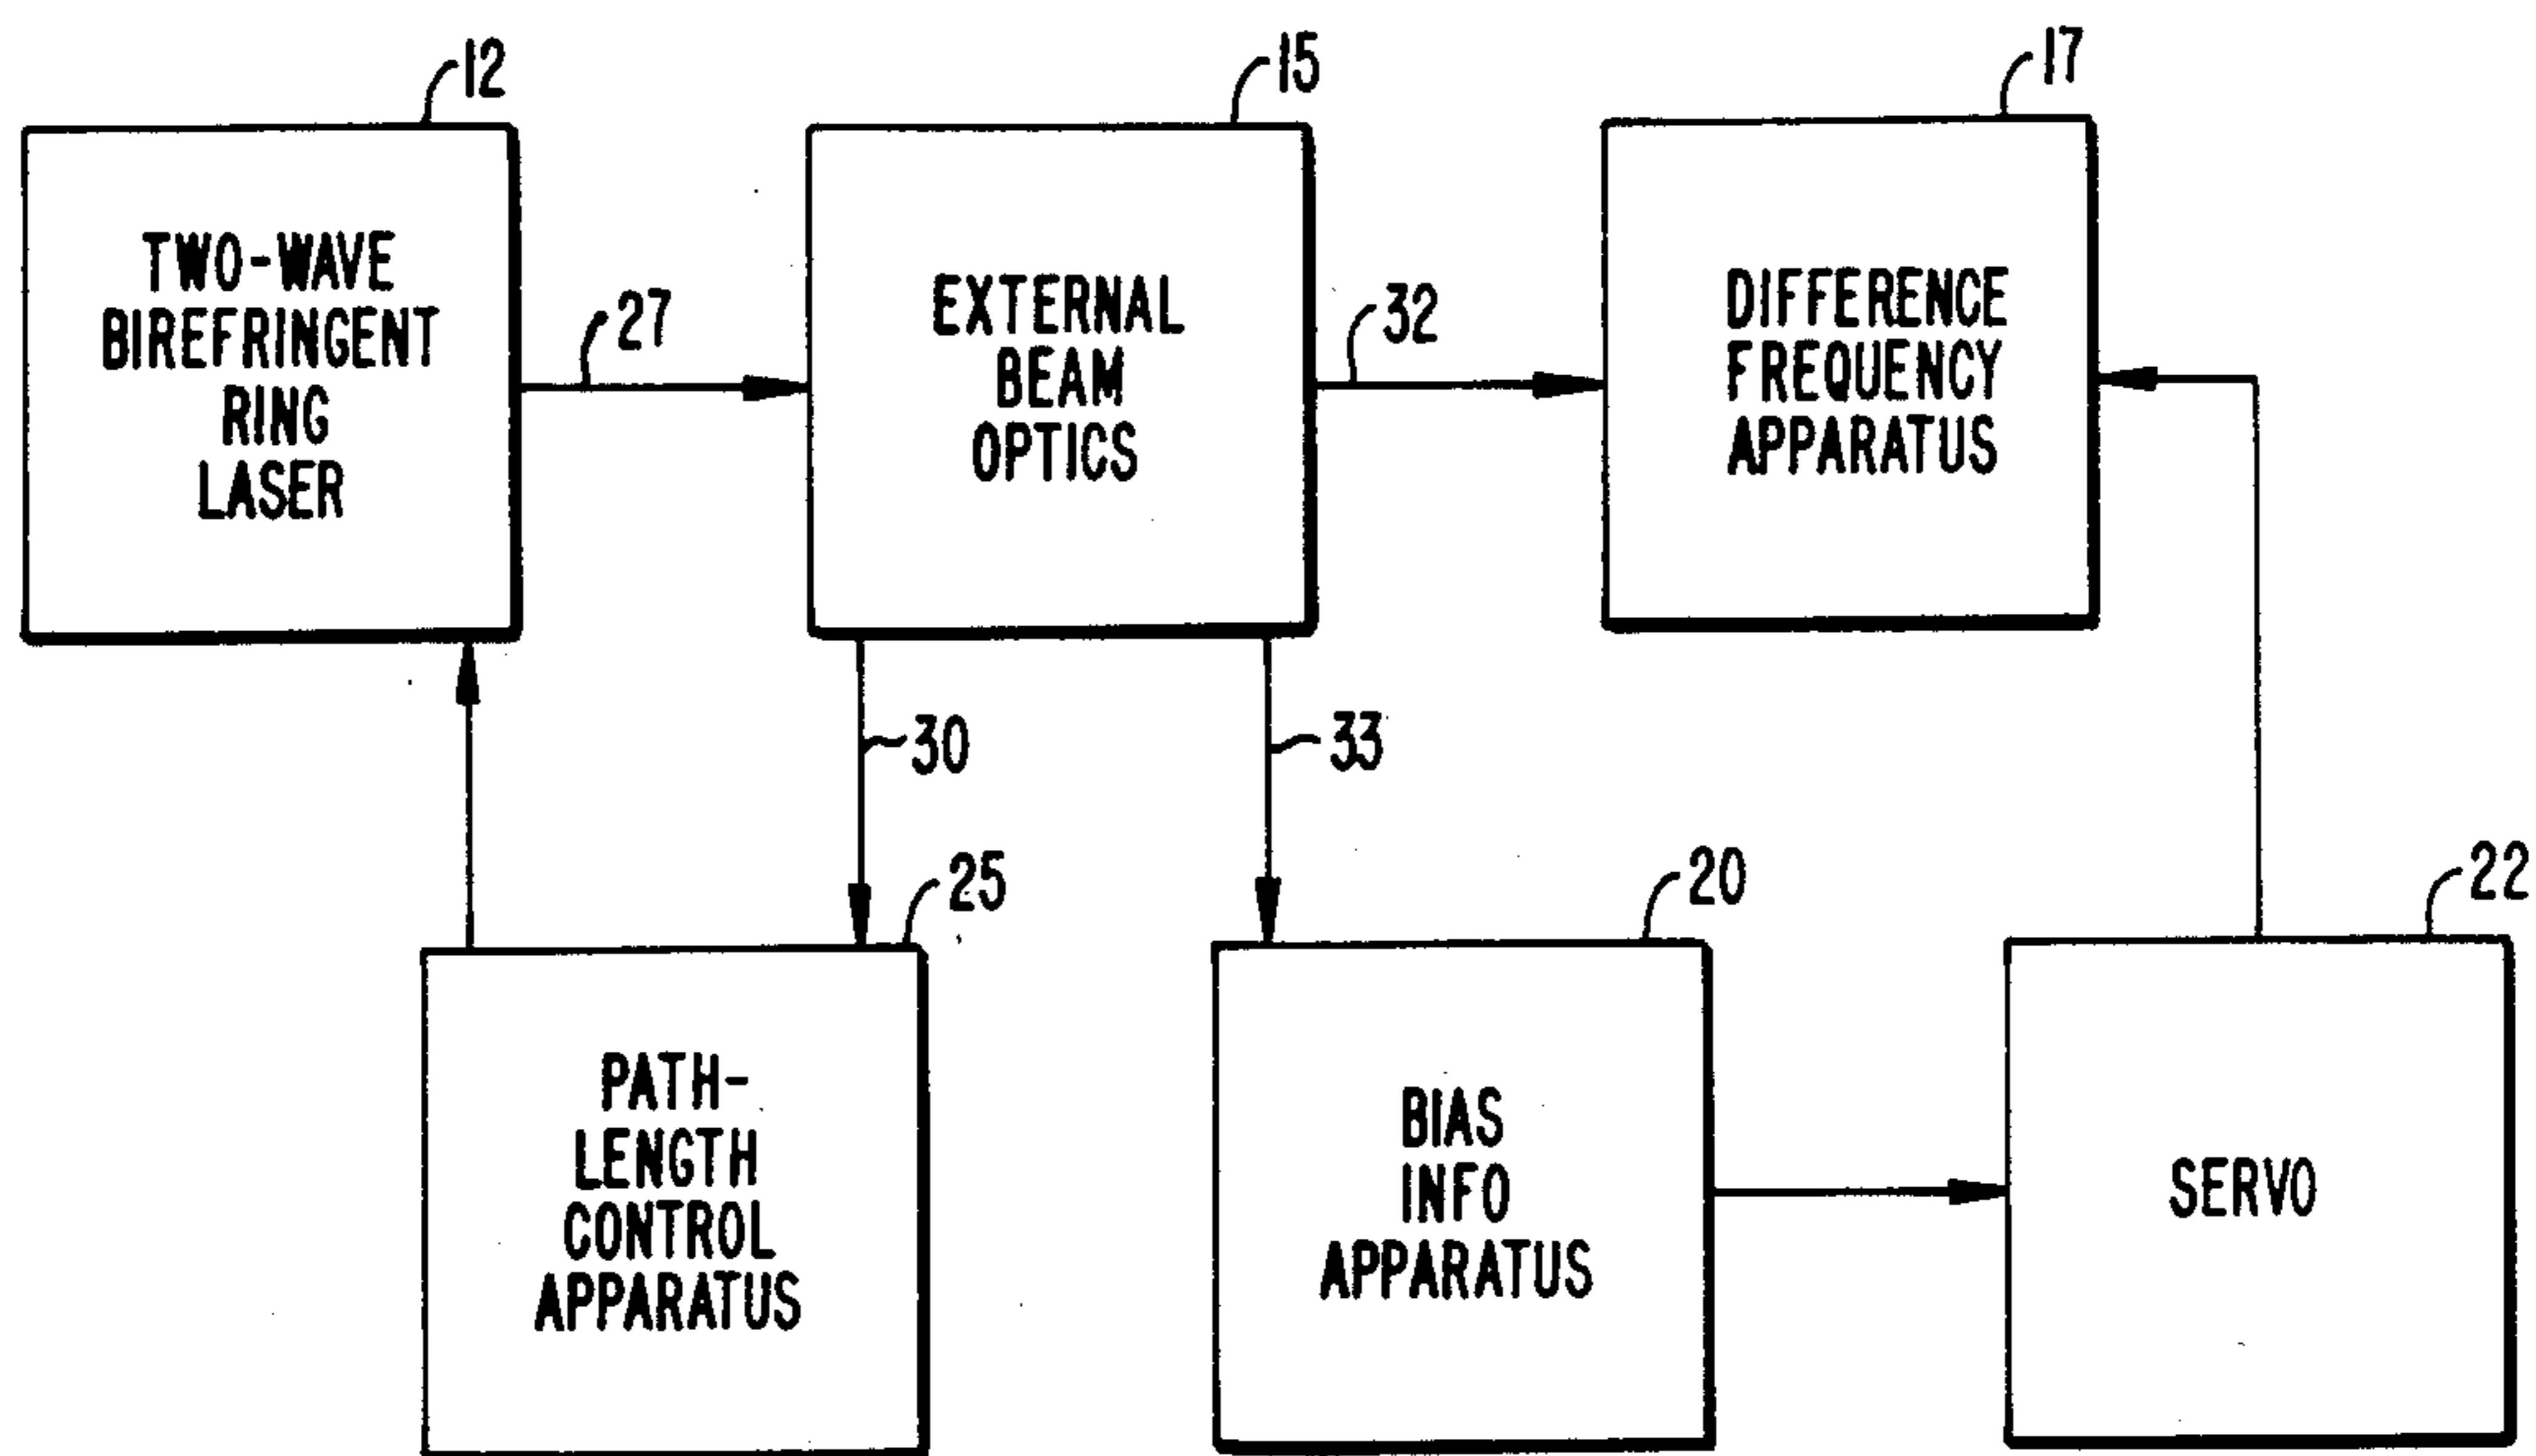 12
15
17
TWO-WAVE
BIREFRINGENT
RING
LASER
27
EXTERNAL
BEAM
OPTICS
32
DIFFERENCE
FREQUENCY
APPARATUS
30
33
25
20
22
PATH-
LENGTH
CONTROL
APPARATUS
BIAS
INFO
APPARATUS
SERVO